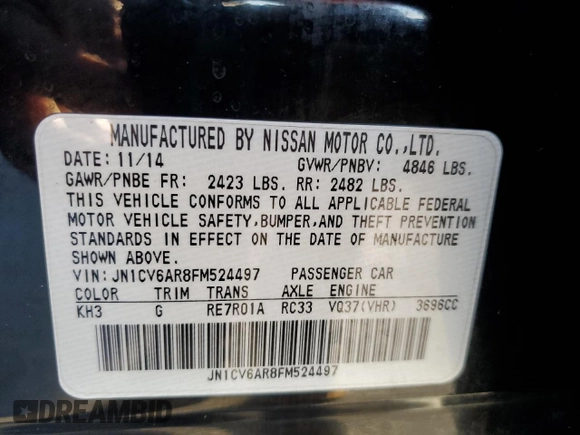 MANUFACTURED BY NISSAN MOTOR CO.,LTD.
DATE: 11/14 GVWR/PNBV: 4846 LBS.
GAWR/PNBE FR: 2423 LBS. RR: 2482 LBS.
THIS VEHICLE CONFORMS TO ALL APPLICABLE FEDERAL
MOTOR VEHICLE SAFETY,BUMPER,AND THEFT PREVENTION
STANDARDS IN EFFECT ON THE DATE OF MANUFACTURE
SHOWN ABOVE.
VIN: JN1CV6AR8FM524497 PASSENGER CAR
COLOR TRIM TRANS AXLE ENGINE
KH3 G RE7R01A RC33 VQ37(VHR) 3696CC
JN1CV6AR8FM524497
DREAMBID